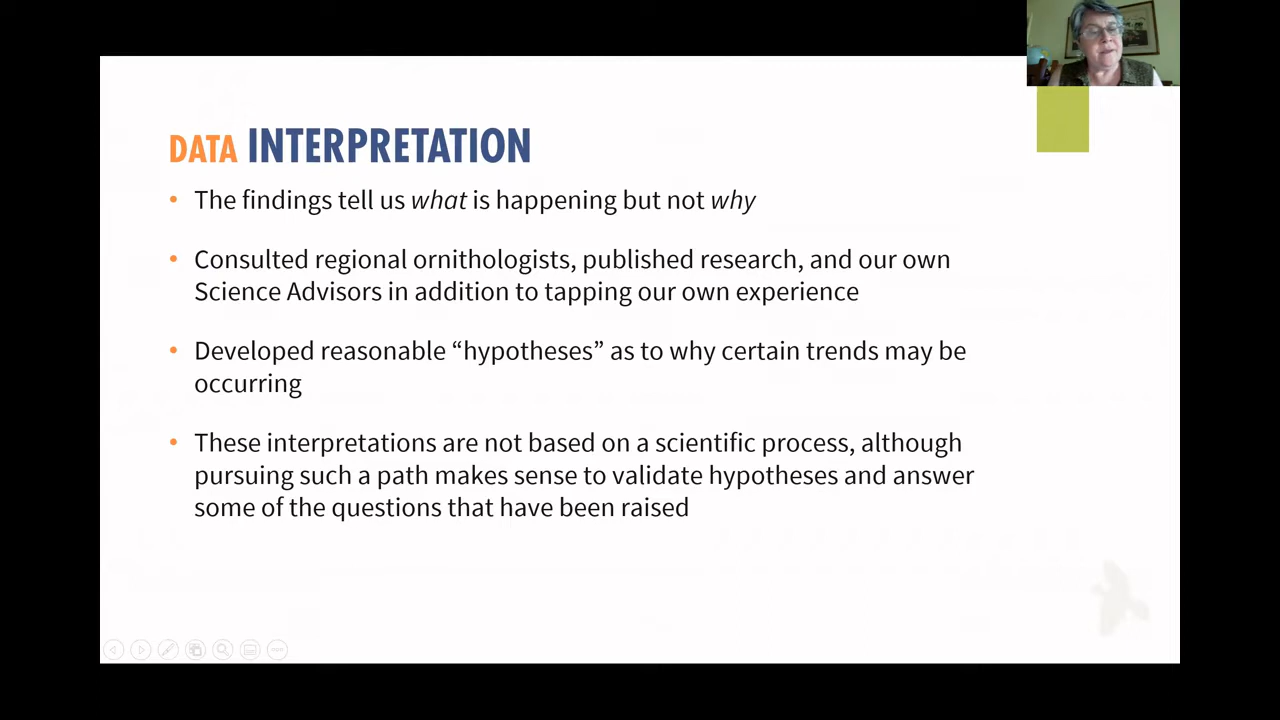 DATA INTERPRETATION
• The findings tell us what is happening but not why
• Consulted regional ornithologists, published research, and our own
Science Advisors in addition to tapping our own experience
• Developed reasonable “hypotheses” as to why certain trends may be
occurring
• These interpretations are not based on a scientific process, although
pursuing such a path makes sense to validate hypotheses and answer
some of the questions that have been raised